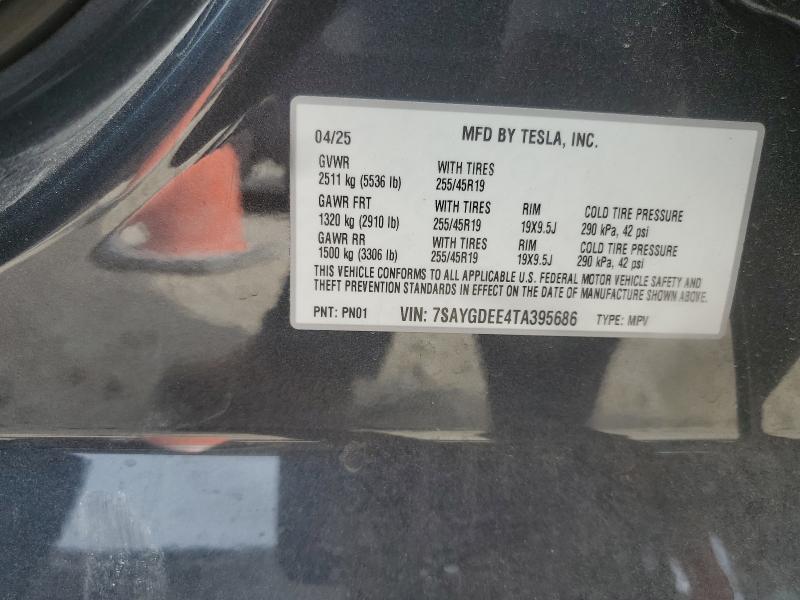 04/25 MFD BY TESLA, INC.
GVWR WITH TIRES
2511 kg (5536 lb) 255/45R19
GAWR FRT WITH TIRES RIM COLD TIRE PRESSURE
1320 kg (2910 lb) 255/45R19 19X9.5J 290 kPa, 42 psi
GAWR RR WITH TIRES RIM COLD TIRE PRESSURE
1500 kg (3306 lb) 255/45R19 19X9.5J 290 kPa, 42 psi
THIS VEHICLE CONFORMS TO ALL APPLICABLE U.S. FEDERAL MOTOR VEHICLE SAFETY AND
THEFT PREVENTION STANDARDS IN EFFECT ON THE DATE OF MANUFACTURE SHOWN ABOVE.
PNT: PN01 VIN: 7SAYGDEE4TA395686 TYPE: MPV